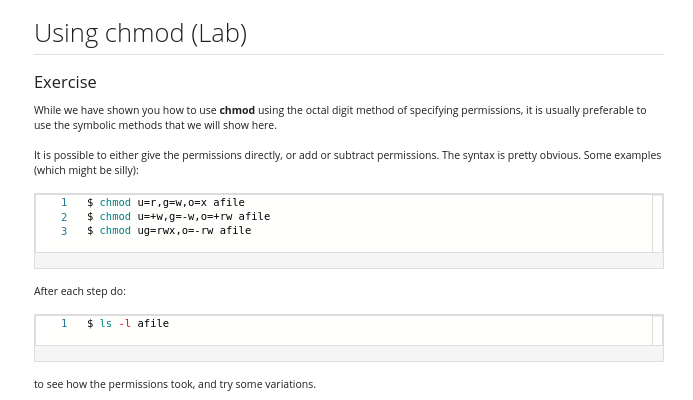 Using chmod (Lab)
Exercise
While we have shown you how to use chmod using the octal digit method of specifying permissions, it is usually preferable to
use the symbolic methods that we will show here.
It is possible to either give the permissions directly, or add or subtract permissions. The syntax is pretty obvious. Some examples
(which might be silly):
1 $ chmod u=r,g=w,o=x afile
2 $ chmod u=+w,g=-w,o=+rw afile
3 $ chmod ug=rwx,o=-rw afile
After each step do:
1 $ ls -l afile
to see how the permissions took, and try some variations.